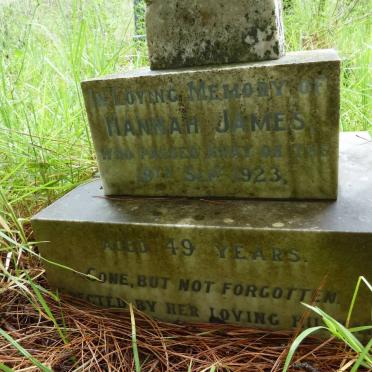 IN LOVING MEMORY OF
HANNAH JAMES
WHO PASSED AWAY ON THE
19TH SEP. 1923.
AGED 49 YEARS.
GONE, BUT NOT FORGOTTEN
BY HER LOVING